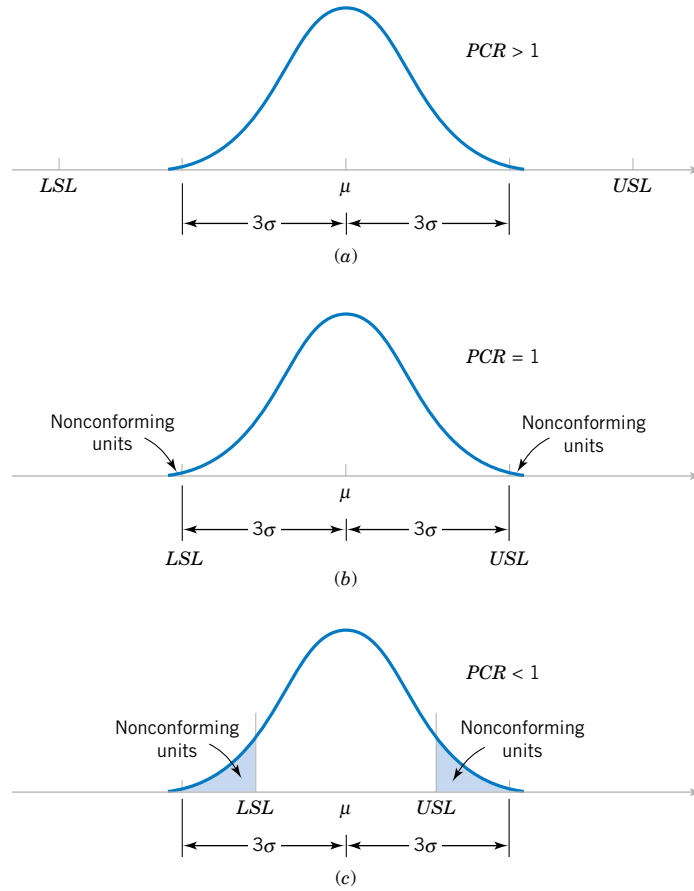 PCR > 1
LSL
μ
USL
3σ
3σ
(a)
PCR = 1
Nonconforming
units
Nonconforming
units
μ
3σ
3σ
LSL
USL
(b)
PCR < 1
Nonconforming
units
Nonconforming
units
LSL
μ
USL
3σ
3σ
(c)